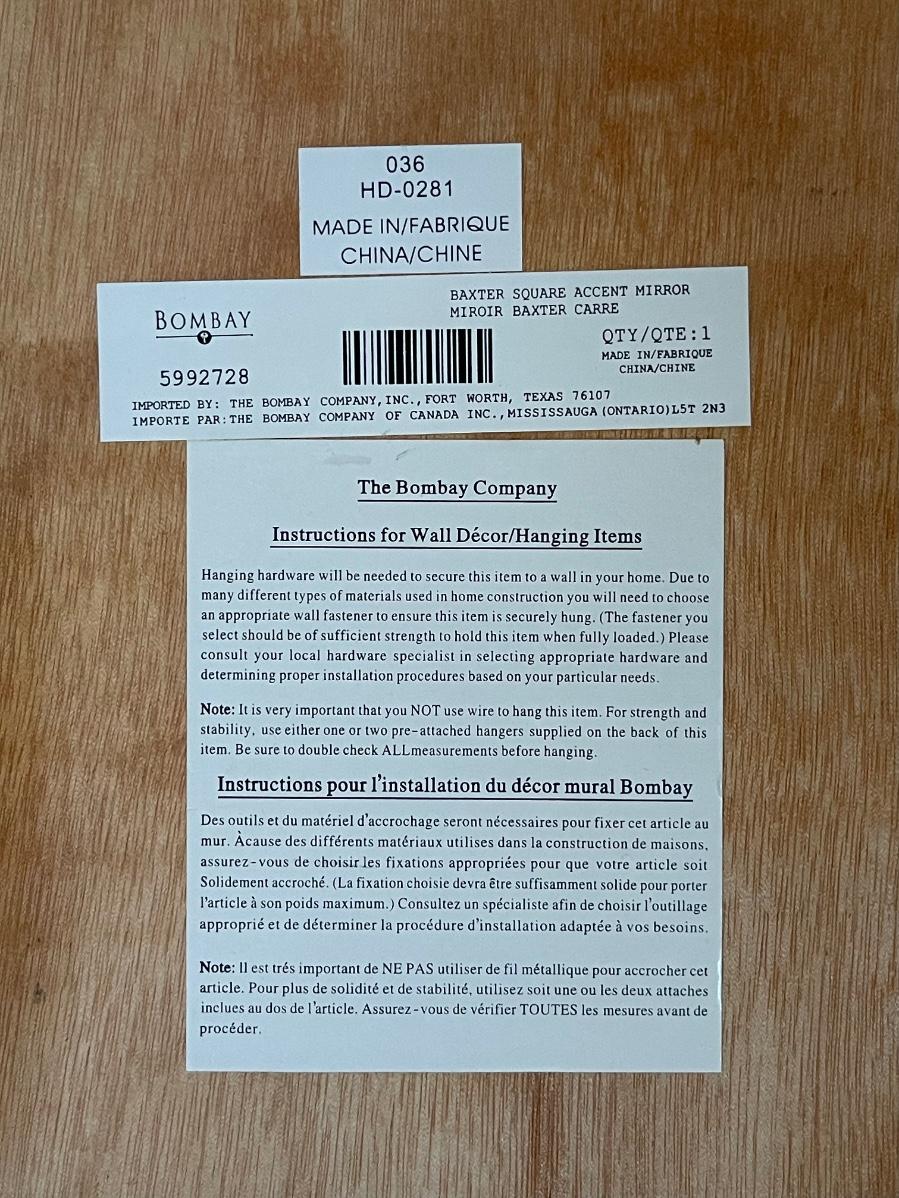 036
HD-0281
MADE IN/FABRIQUE
CHINA/CHINE
BAXTER SQUARE ACCENT MIRROR
MIROIR BAXTER CARRE
BOMBAY
QTY/QTE:1
MADE IN/FABRIQUE
CHINA/CHINE
5992728
IMPORTED BY: THE BOMBAY COMPANY, INC., FORT WORTH, TEXAS 76107
IMPORTE PAR: THE BOMBAY COMPANY OF CANADA INC., MISSISSAUGA (ONTARIO) L5T 2N3
The Bombay Company
Instructions for Wall Décor/Hanging Items
Hanging hardware will be needed to secure this item to a wall in your home. Due to
many different types of materials used in home construction you will need to choose
an appropriate wall fastener to ensure this item is securely hung. (The fastener you
select should be of sufficient strength to hold this item when fully loaded.) Please
consult your local hardware specialist in selecting appropriate hardware and
determining proper installation procedures based on your particular needs.
Note: It is very important that you NOT use wire to hang this item. For strength and
stability, use either one or two pre-attached hangers supplied on the back of this
item. Be sure to double check ALLmeasurements before hanging.
Instructions pour l'installation du décor mural Bombay
Des outils et du matériel d'accrochage seront nécessaires pour fixer cet article au
mur. Àcause des différents matériaux utilises dans la construction de maisons,
assurez-vous de choisir les fixations appropriées pour que votre article soit
Solidement accroché. (La fixation choisie devra être suffisamment solide pour porter
l'article à son poids maximum.) Consultez un spécialiste afin de choisir l'outillage
approprié et de déterminer la procédure d'installation adaptée à vos besoins.
Note: Il est trés important de NE PAS utiliser de fil métallique pour accrocher cet
article. Pour plus de solidité et de stabilité, utilisez soit une ou les deux attaches
inclues au dos de l'article. Assurez-vous de vérifier TOUTES les mesures avant de
procéder.